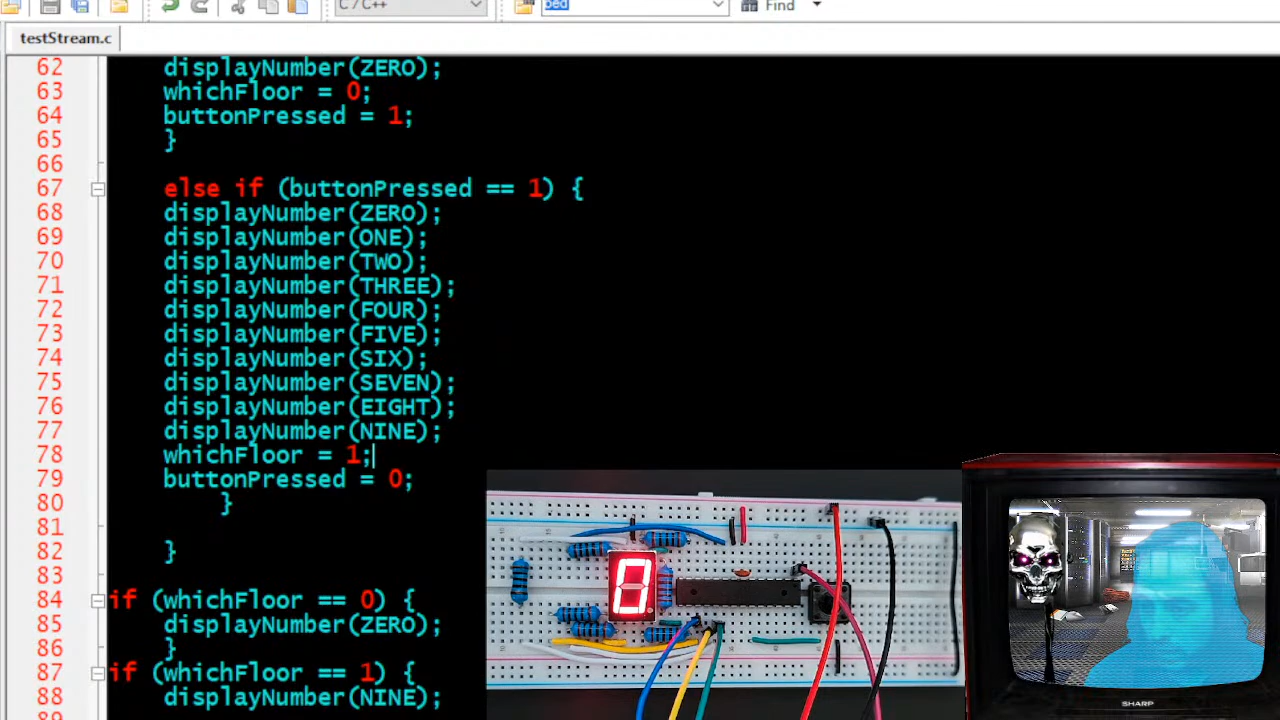 C/C++
bed
Find
testStream.c
62 displayNumber(ZERO);
63 whichFloor = 0;
64 buttonPressed = 1;
65 }
66
67 else if (buttonPressed == 1) {
68 displayNumber(ZERO);
69 displayNumber(ONE);
70 displayNumber(TWO);
71 displayNumber(THREE);
72 displayNumber(FOUR);
73 displayNumber(FIVE);
74 displayNumber(SIX);
75 displayNumber(SEVEN);
76 displayNumber(EIGHT);
77 displayNumber(NINE);
78 whichFloor = 1;
79 buttonPressed = 0;
80 }
81
82 }
83
84 if (whichFloor == 0) {
85 displayNumber(ZERO);
86 }
87 if (whichFloor == 1) {
88 displayNumber(NINE);
0
SHARP